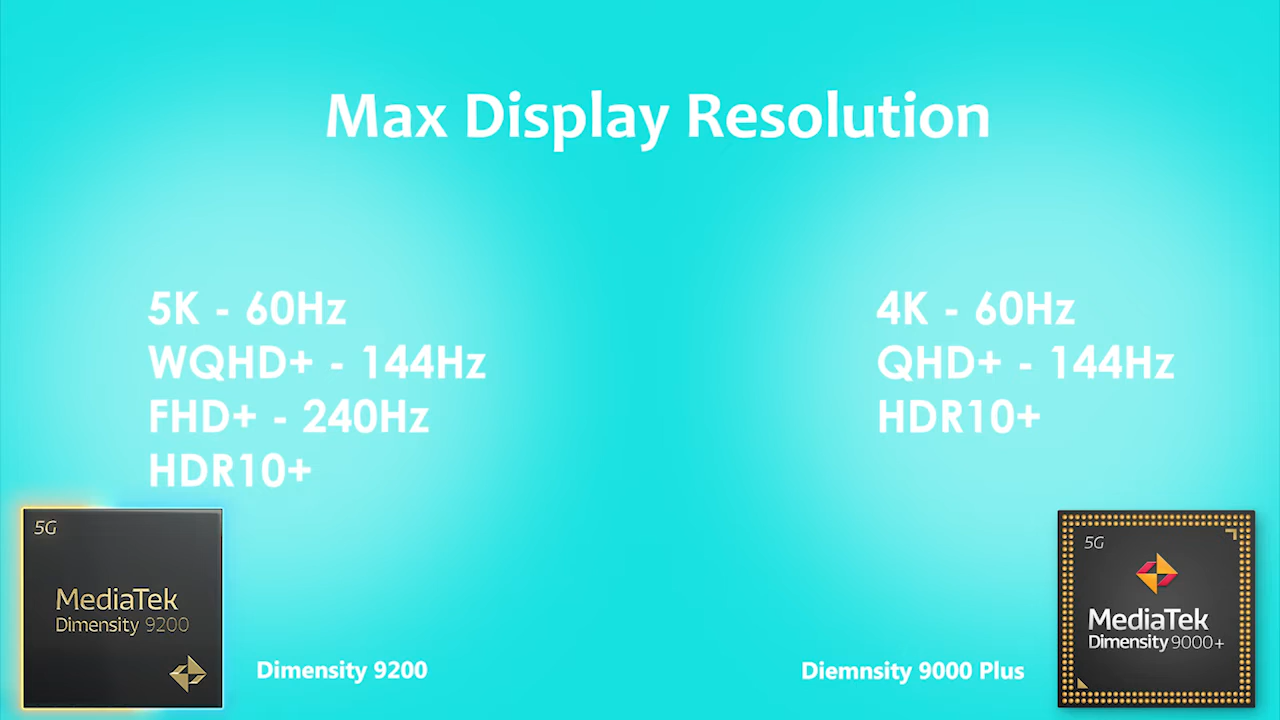 Max Display Resolution
5K - 60Hz
WQHD+ - 144Hz
FHD+ - 240Hz
HDR10+
4K - 60Hz
QHD+ - 144Hz
HDR10+
5G
MediaTek
Dimensity 9200
Dimensity 9200
Diemnsity 9000 Plus
5G
MediaTek
Dimensity 9000+